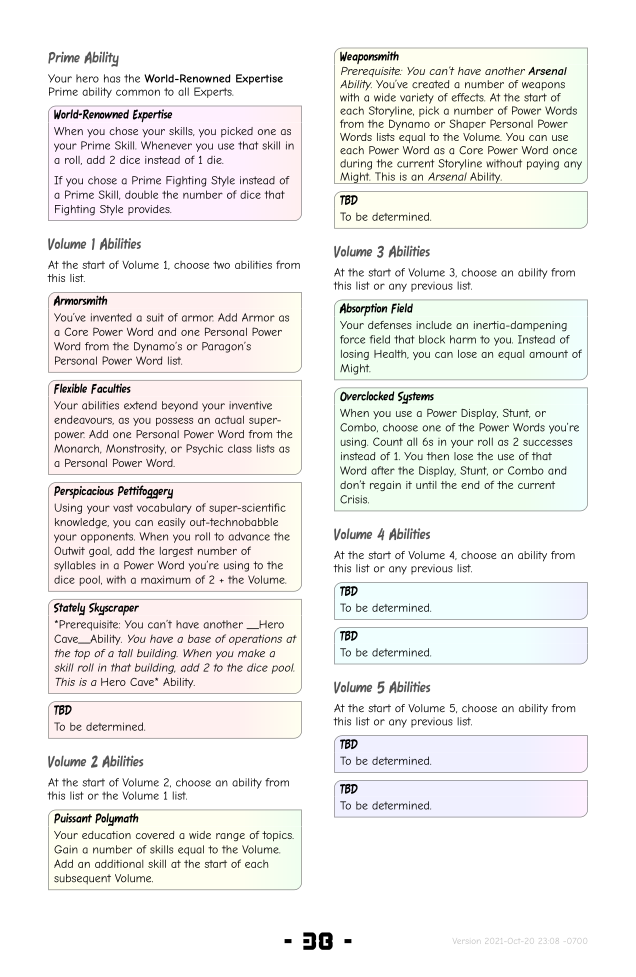 Prime Ability
Your hero has the World-Renowned Expertise
Prime ability common to all Experts.
World-Renowned Expertise
When you chose your skills, you picked one as
your Prime Skill. Whenever you use that skill in
a roll, add 2 dice instead of 1 die.
If you chose a Prime Fighting Style instead of
a Prime Skill, double the number of dice that
Fighting Style provides.
Volume 1 Abilities
At the start of Volume 1, choose two abilities from
this list.
Armorsmith
You've invented a suit of armor. Add Armor as
a Core Power Word and one Personal Power
Word from the Dynamo's or Paragon's
Personal Power Word list.
Flexible Faculties
Your abilities extend beyond your inventive
endeavours, as you possess an actual super-
power. Add one Personal Power Word from the
Monarch, Monstrosity, or Psychic class lists as
a Personal Power Word.
Perspicacious Pettifoggery
Using your vast vocabulary of super-scientific
knowledge, you can easily out-technobabble
your opponents. When you roll to advance the
Outwit goal, add the largest number of
syllables in a Power Word you're using to the
dice pool, with a maximum of 2 + the Volume.
Stately Skyscraper
*Prerequisite: You can't have another __Hero
Cave__Ability. You have a base of operations at
the top of a tall building. When you make a
skill roll in that building, add 2 to the dice pool.
This is a Hero Cave* Ability.
TBD
To be determined.
Volume 2 Abilities
At the start of Volume 2, choose an ability from
this list or the Volume 1 list.
Puissant Polymath
Your education covered a wide range of topics.
Gain a number of skills equal to the Volume.
Add an additional skill at the start of each
subsequent Volume.
Weaponsmith
Prerequisite: You can't have another Arsenal
Ability. You've created a number of weapons
with a wide variety of effects. At the start of
each Storyline, pick a number of Power Words
from the Dynamo or Shaper Personal Power
Words lists equal to the Volume. You can use
each Power Word as a Core Power Word once
during the current Storyline without paying any
Might. This is an Arsenal Ability.
TBD
To be determined.
Volume 3 Abilities
At the start of Volume 3, choose an ability from
this list or any previous list.
Absorption Field
Your defenses include an inertia-dampening
force field that block harm to you. Instead of
losing Health, you can lose an equal amount of
Might.
Overclocked Systems
When you use a Power Display, Stunt, or
Combo, choose one of the Power Words you're
using. Count all 6s in your roll as 2 successes
instead of 1. You then lose the use of that
Word after the Display, Stunt, or Combo and
don't regain it until the end of the current
Crisis.
Volume 4 Abilities
At the start of Volume 4, choose an ability from
this list or any previous list.
TBD
To be determined.
TBD
To be determined.
Volume 5 Abilities
At the start of Volume 5, choose an ability from
this list or any previous list.
TBD
To be determined.
TBD
To be determined.
- 38 -
Version 2021-Oct-20 23:08 -0700